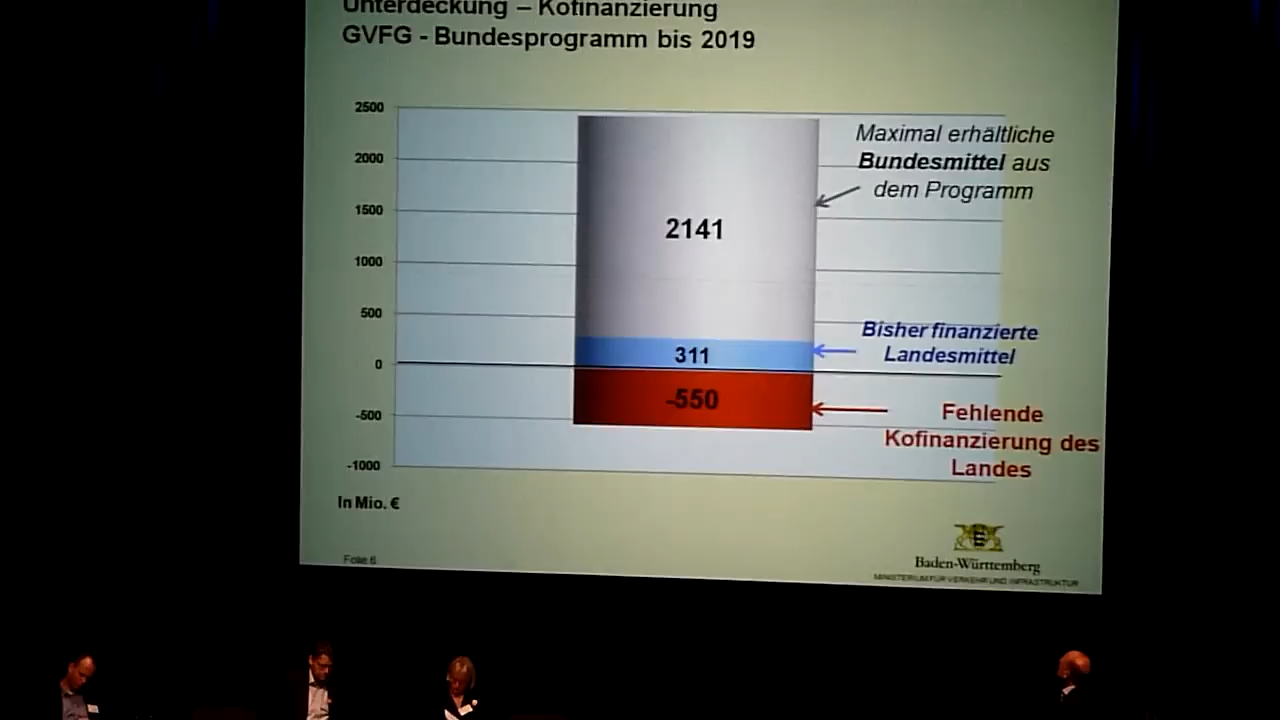 Unterdeckung – Kofinanzierung
GVFG - Bundesprogramm bis 2019
2500
2000
1500
1000
500
0
-500
-1000
In Mio. €
2141
311
-550
Maximal erhältliche
Bundesmittel aus
dem Programm
Bisher finanzierte
Landesmittel
Fehlende
Kofinanzierung des
Landes
Folie 6
Baden-Württemberg
MINISTERIUM FÜR VERKEHR UND INFRASTRUKTUR